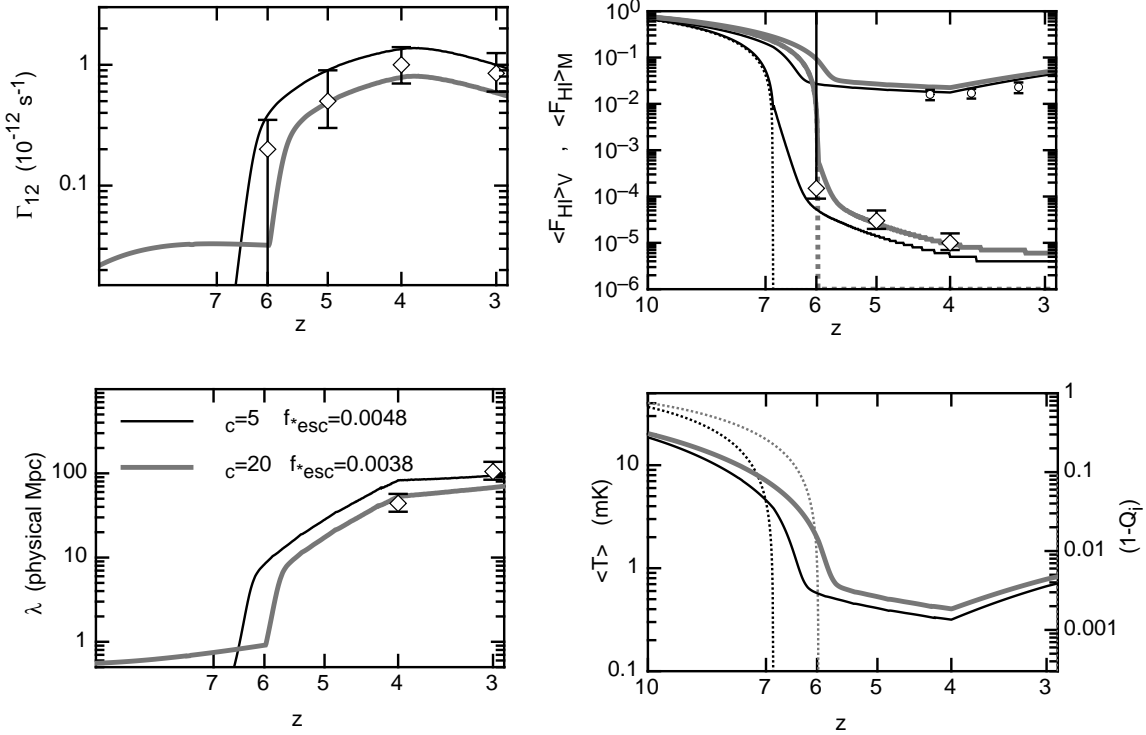 1
0.1
Γ12 (10-12 s-1)
7 6 5 4 3
z
100
10-1
10-2
10-3
10-4
10-5
10-6
<FHI>V , <FHI>M
10 7 6 5 4 3
z
c=5 f*esc=0.0048
c=20 f*esc=0.0038
100
10
1
λ (physical Mpc)
7 6 5 4 3
z
10
1
0.1
<T> (mK)
1
0.1
0.01
0.001
(1-Qi)
10 7 6 5 4 3
z